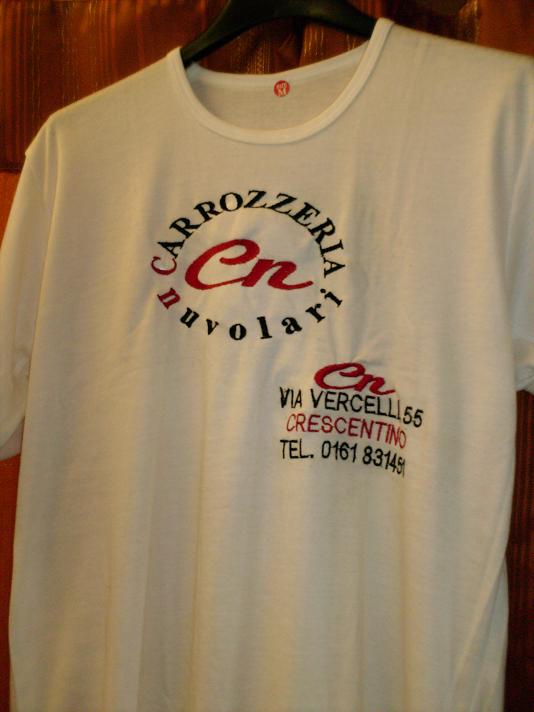 CARROZZERIA
Cn
nuvolari
Cn
VIA VERCELLI 55
CRESCENTINO
TEL. 0161 831451